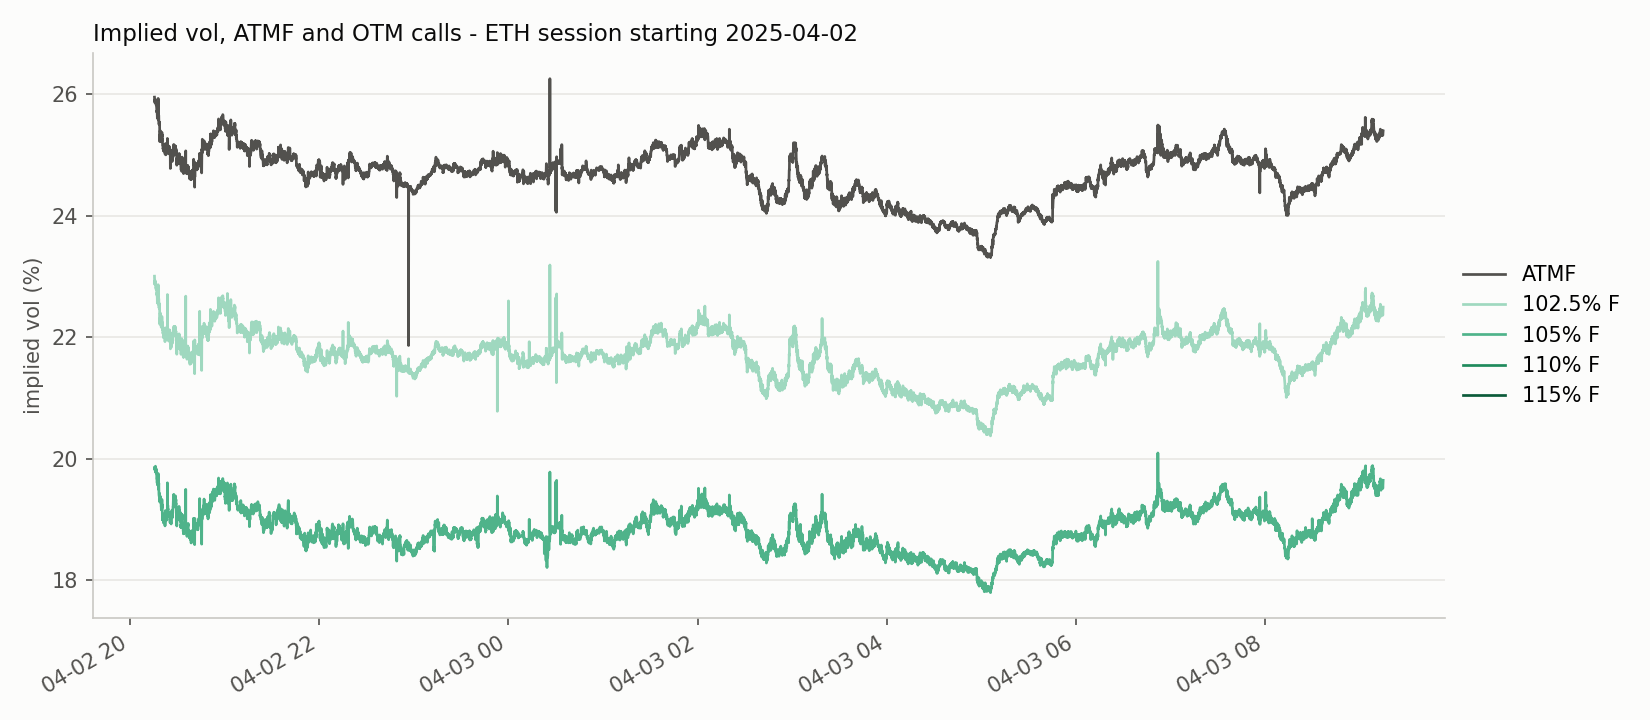 Implied vol, ATMF and OTM calls - ETH session starting 2025-04-02
implied vol (%)
26
24
22
20
18
04-02 20
04-02 22
04-03 00
04-03 02
04-03 04
04-03 06
04-03 08
ATMF
102.5% F
105% F
110% F
115% F